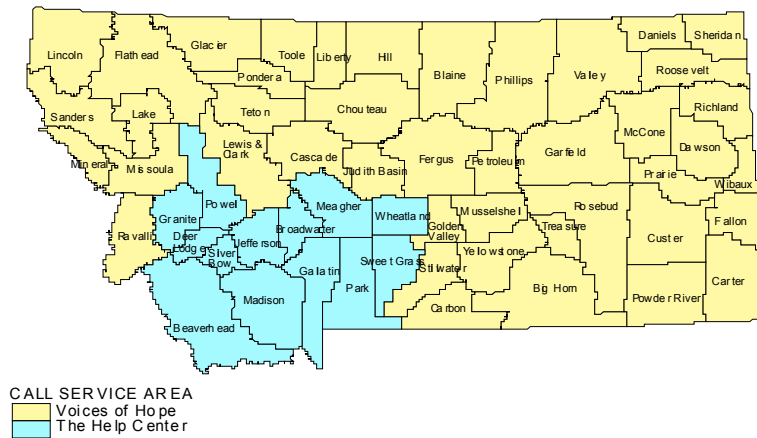 Daniels
Sheridan
Lincoln
Flathead
Glacier
Toole
Liberty
Hill
Blaine
Phillips
Valley
Roosevelt
Pondera
Teton
Chouteau
Richland
Sanders
Lake
McCone
Lewis &
Clark
Cascade
Judith Basin
Fergus
Petroleum
Garfield
Dawson
Mineral
Missoula
Prairie
Wibaux
Powell
Granite
Meagher
Wheatland
Musselshell
Rosebud
Fallon
Ravalli
Deer
Lodge
Silver
Bow
Jefferson
Broadwater
Golden
Valley
Treasure
Custer
Gallatin
Park
Sweet Grass
Stillwater
Yellowstone
Big Horn
Carter
Madison
Carbon
Powder River
Beaverhead
CALL SERVICE AREA
Voices of Hope
The Help Center